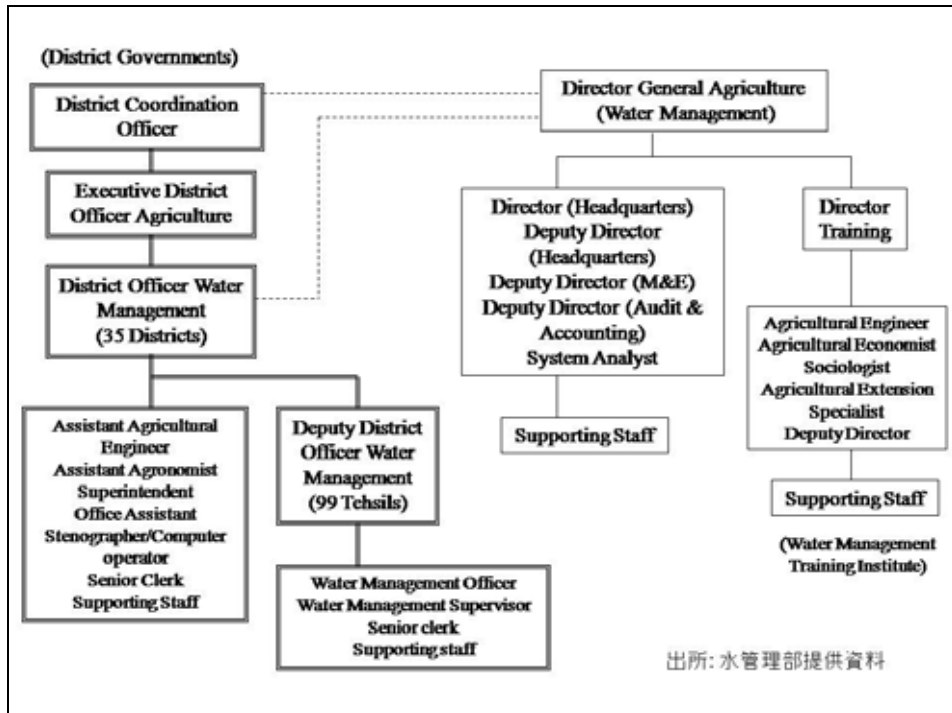 (District Governments)
District Coordination
Officer
Executive District
Officer Agriculture
District Officer Water
Management
(35 Districts)
Assistant Agricultural
Engineer
Assistant Agronomist
Superintendent
Office Assistant
Stenographer/Computer
operator
Senior Clerk
Supporting Staff
Deputy District
Officer Water
Management
(99 Tehsils)
Water Management Officer
Water Management Supervisor
Senior clerk
Supporting staff
Director General Agriculture
(Water Management)
Director (Headquarters)
Deputy Director
(Headquarters)
Deputy Director (M&E)
Deputy Director (Audit &
Accounting)
System Analyst
Supporting Staff
Director
Training
Agricultural Engineer
Agricultural Economist
Sociologist
Agricultural Extension
Specialist
Deputy Director
Supporting Staff
(Water Management
Training Institute)
出所: 水管理部提供資料